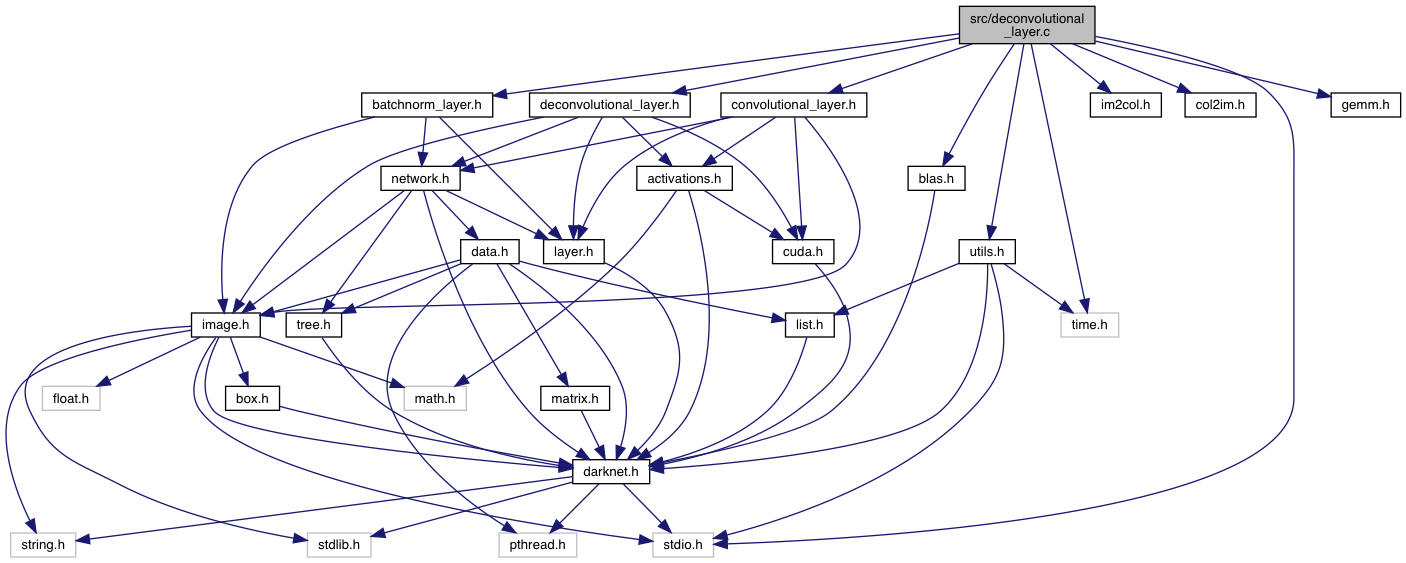 src/deconvolutional
_layer.c
batchnorm_layer.h
deconvolutional_layer.h
convolutional_layer.h
im2col.h
col2im.h
gemm.h
network.h
activations.h
blas.h
data.h
layer.h
cuda.h
utils.h
image.h
tree.h
list.h
time.h
float.h
box.h
math.h
matrix.h
darknet.h
string.h
stdlib.h
pthread.h
stdio.h